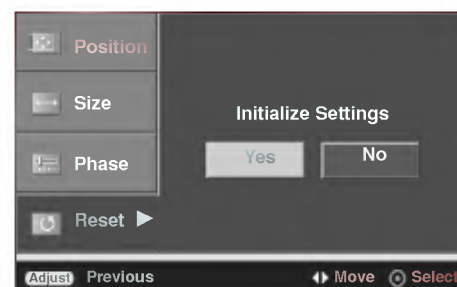 Position
Size
Phase
Reset
Initialize Settings
Yes No
Adjust Previous Move Select